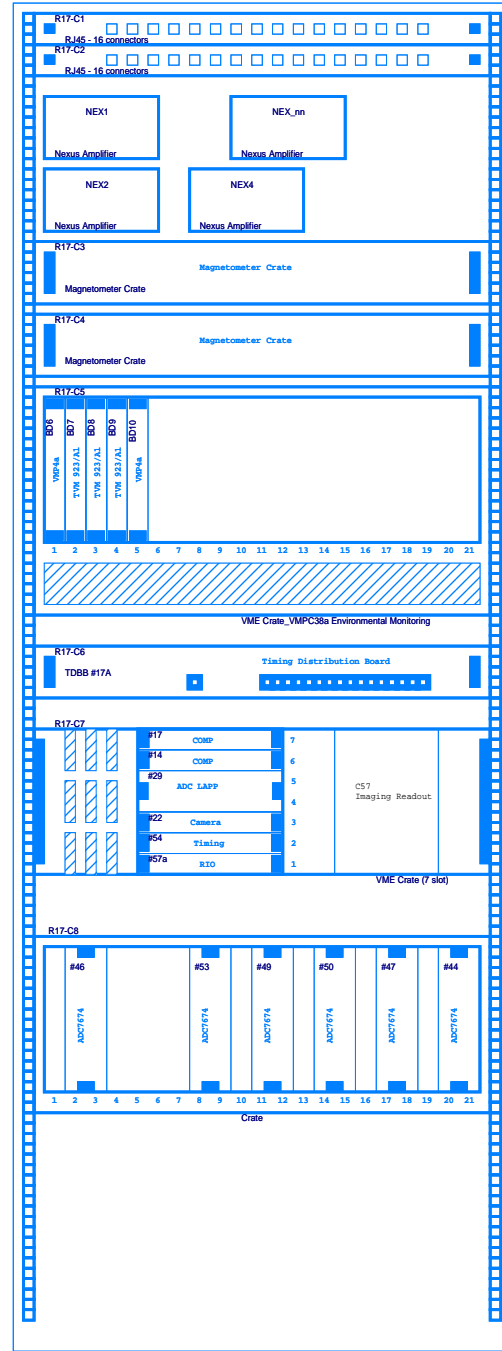 R17-C1
RJ45 - 16 connectors
R17-C2
RJ45 - 16 connectors
NEX1
NEX_nn
Nexus Amplifier
Nexus Amplifier
NEX2
NEX4
Nexus Amplifier
Nexus Amplifier
R17-C3
Magnetometer Crate
Magnetometer Crate
R17-C4
Magnetometer Crate
Magnetometer Crate
R17-C5
BD6
BD7
BD8
BD9
BD10
VMP4a
TVM 923/A1
TVM 923/A1
TVM 923/A1
VMP4a
1 2 3 4 5 6 7 8 9 10 11 12 13 14 15 16 17 18 19 20 21
VME Crate_VMPC38a Environmental Monitoring
R17-C6
Timing Distribution Board
TDBB #17A
R17-C7
#17
COMP
7
#14
COMP
6
#29
ADC LAPP
5
4
C57
Imaging Readout
#22
Camera
3
#54
Timing
2
#57a
RIO
1
VME Crate (7 slot)
R17-C8
#46 #53 #49 #50 #47 #44
ADC7674
ADC7674
ADC7674
ADC7674
ADC7674
ADC7674
1 2 3 4 5 6 7 8 9 10 11 12 13 14 15 16 17 18 19 20 21
Crate